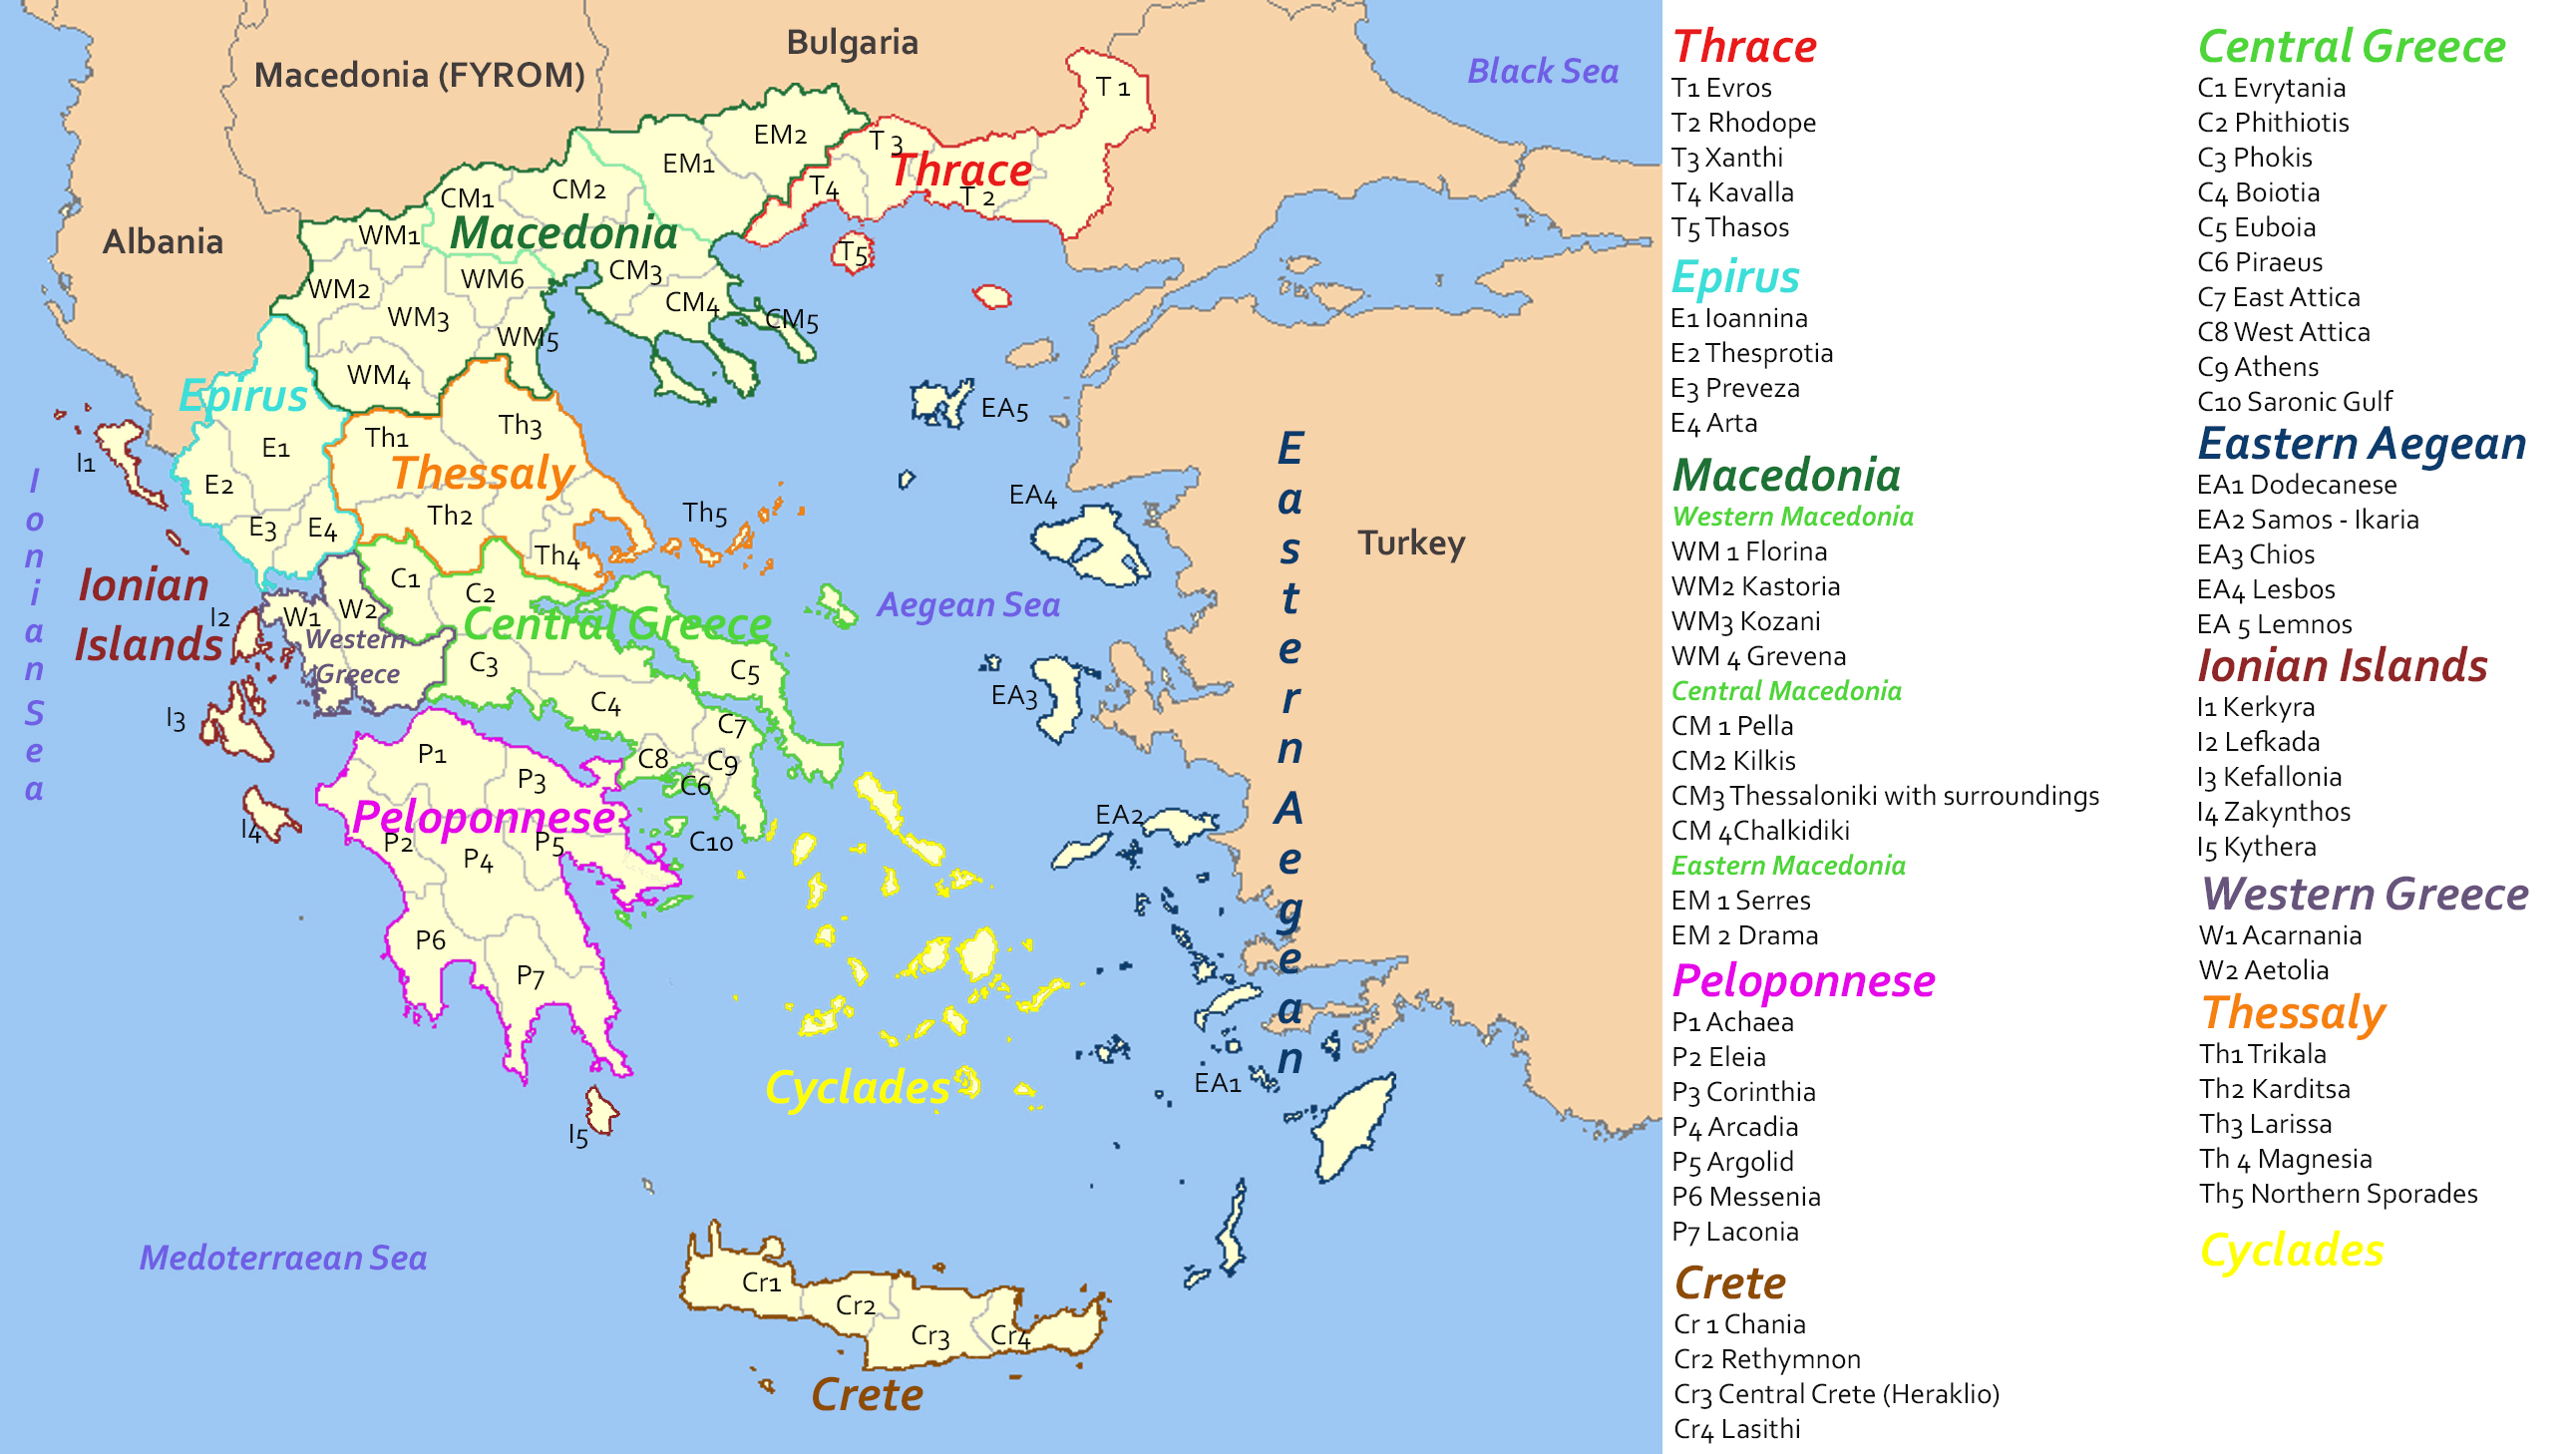 Bulgaria
Macedonia (FYROM)
Black Sea
Albania
Turkey
Thrace
T 1
T 3
T4
T 2
T5
EM2
EM1
CM1
CM2
Macedonia
WM1
WM6
CM3
WM2
CM4
WM3
CM5
WM5
WM4
Epirus
E1
E2
E3
E4
Th1
Th3
Thessaly
Th2
Th4
Th5
I1
Ionian Sea
Ionian
Islands
I2
I3
I4
I5
W1
W2
Western
Greece
C1
C2
Central Greece
C3
C4
C5
C7
C8
C9
C6
C10
P1
P3
Peloponnese
P2
P4
P5
P6
P7
Aegean Sea
EA5
EA4
EA3
EA2
EA1
Eastern Aegean
Cyclades
Medoterraean Sea
Cr1
Cr2
Cr3
Cr4
Crete
Thrace
T1 Evros
T2 Rhodope
T3 Xanthi
T4 Kavalla
T5 Thasos
Epirus
E1 Ioannina
E2 Thesprotia
E3 Preveza
E4 Arta
Macedonia
Western Macedonia
WM 1 Florina
WM2 Kastoria
WM3 Kozani
WM 4 Grevena
Central Macedonia
CM 1 Pella
CM2 Kilkis
CM3 Thessaloniki with surroundings
CM 4Chalkidiki
Eastern Macedonia
EM 1 Serres
EM 2 Drama
Peloponnese
P1 Achaea
P2 Eleia
P3 Corinthia
P4 Arcadia
P5 Argolid
P6 Messenia
P7 Laconia
Crete
Cr 1 Chania
Cr2 Rethymnon
Cr3 Central Crete (Heraklio)
Cr4 Lasithi
Central Greece
C1 Evrytania
C2 Phithiotis
C3 Phokis
C4 Boiotia
C5 Euboia
C6 Piraeus
C7 East Attica
C8 West Attica
C9 Athens
C10 Saronic Gulf
Eastern Aegean
EA1 Dodecanese
EA2 Samos - Ikaria
EA3 Chios
EA4 Lesbos
EA 5 Lemnos
Ionian Islands
I1 Kerkyra
I2 Lefkada
I3 Kefallonia
I4 Zakynthos
I5 Kythera
Western Greece
W1 Acarnania
W2 Aetolia
Thessaly
Th1 Trikala
Th2 Karditsa
Th3 Larissa
Th 4 Magnesia
Th5 Northern Sporades
Cyclades